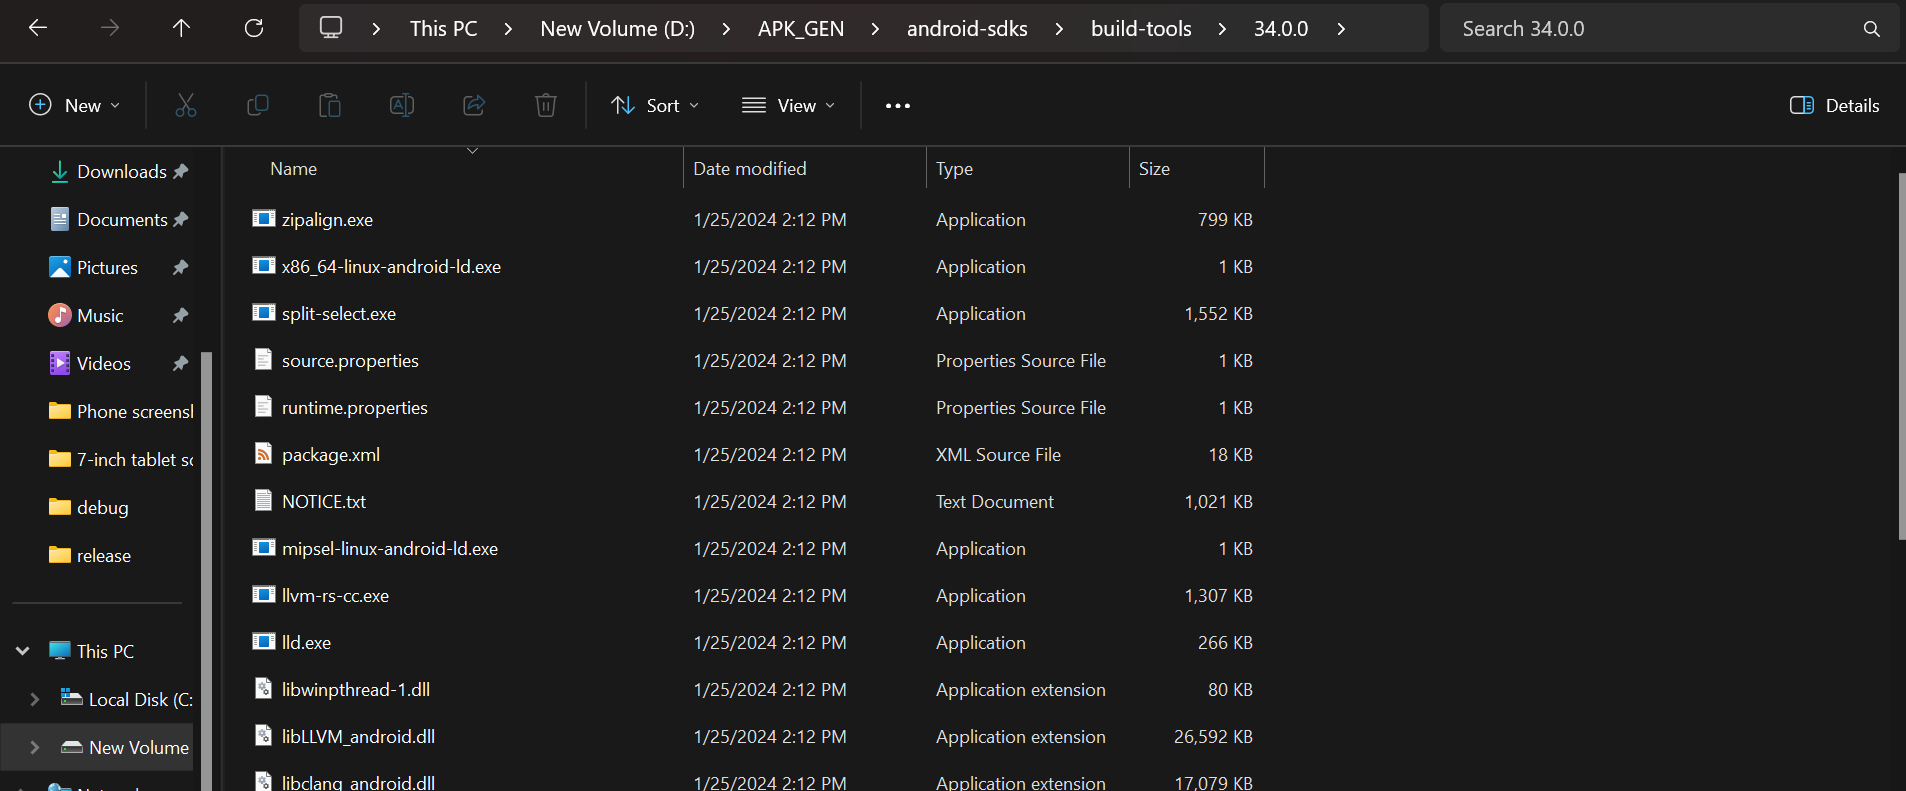 This PC > New Volume (D:) > APK_GEN > android-sdks > build-tools > 34.0.0 >
Search 34.0.0
New
Sort
View
Details
Downloads
Documents
Pictures
Music
Videos
Phone screensl
7-inch tablet sc
debug
release
This PC
Local Disk (C:
New Volume
Name Date modified Type Size
zipalign.exe 1/25/2024 2:12 PM Application 799 KB
x86_64-linux-android-ld.exe 1/25/2024 2:12 PM Application 1 KB
split-select.exe 1/25/2024 2:12 PM Application 1,552 KB
source.properties 1/25/2024 2:12 PM Properties Source File 1 KB
runtime.properties 1/25/2024 2:12 PM Properties Source File 1 KB
package.xml 1/25/2024 2:12 PM XML Source File 18 KB
NOTICE.txt 1/25/2024 2:12 PM Text Document 1,021 KB
mipsel-linux-android-ld.exe 1/25/2024 2:12 PM Application 1 KB
llvm-rs-cc.exe 1/25/2024 2:12 PM Application 1,307 KB
lld.exe 1/25/2024 2:12 PM Application 266 KB
libwinpthread-1.dll 1/25/2024 2:12 PM Application extension 80 KB
libLLVM_android.dll 1/25/2024 2:12 PM Application extension 26,592 KB
libclang_android.dll 1/25/2024 2:12 PM Application extension 17,079 KB